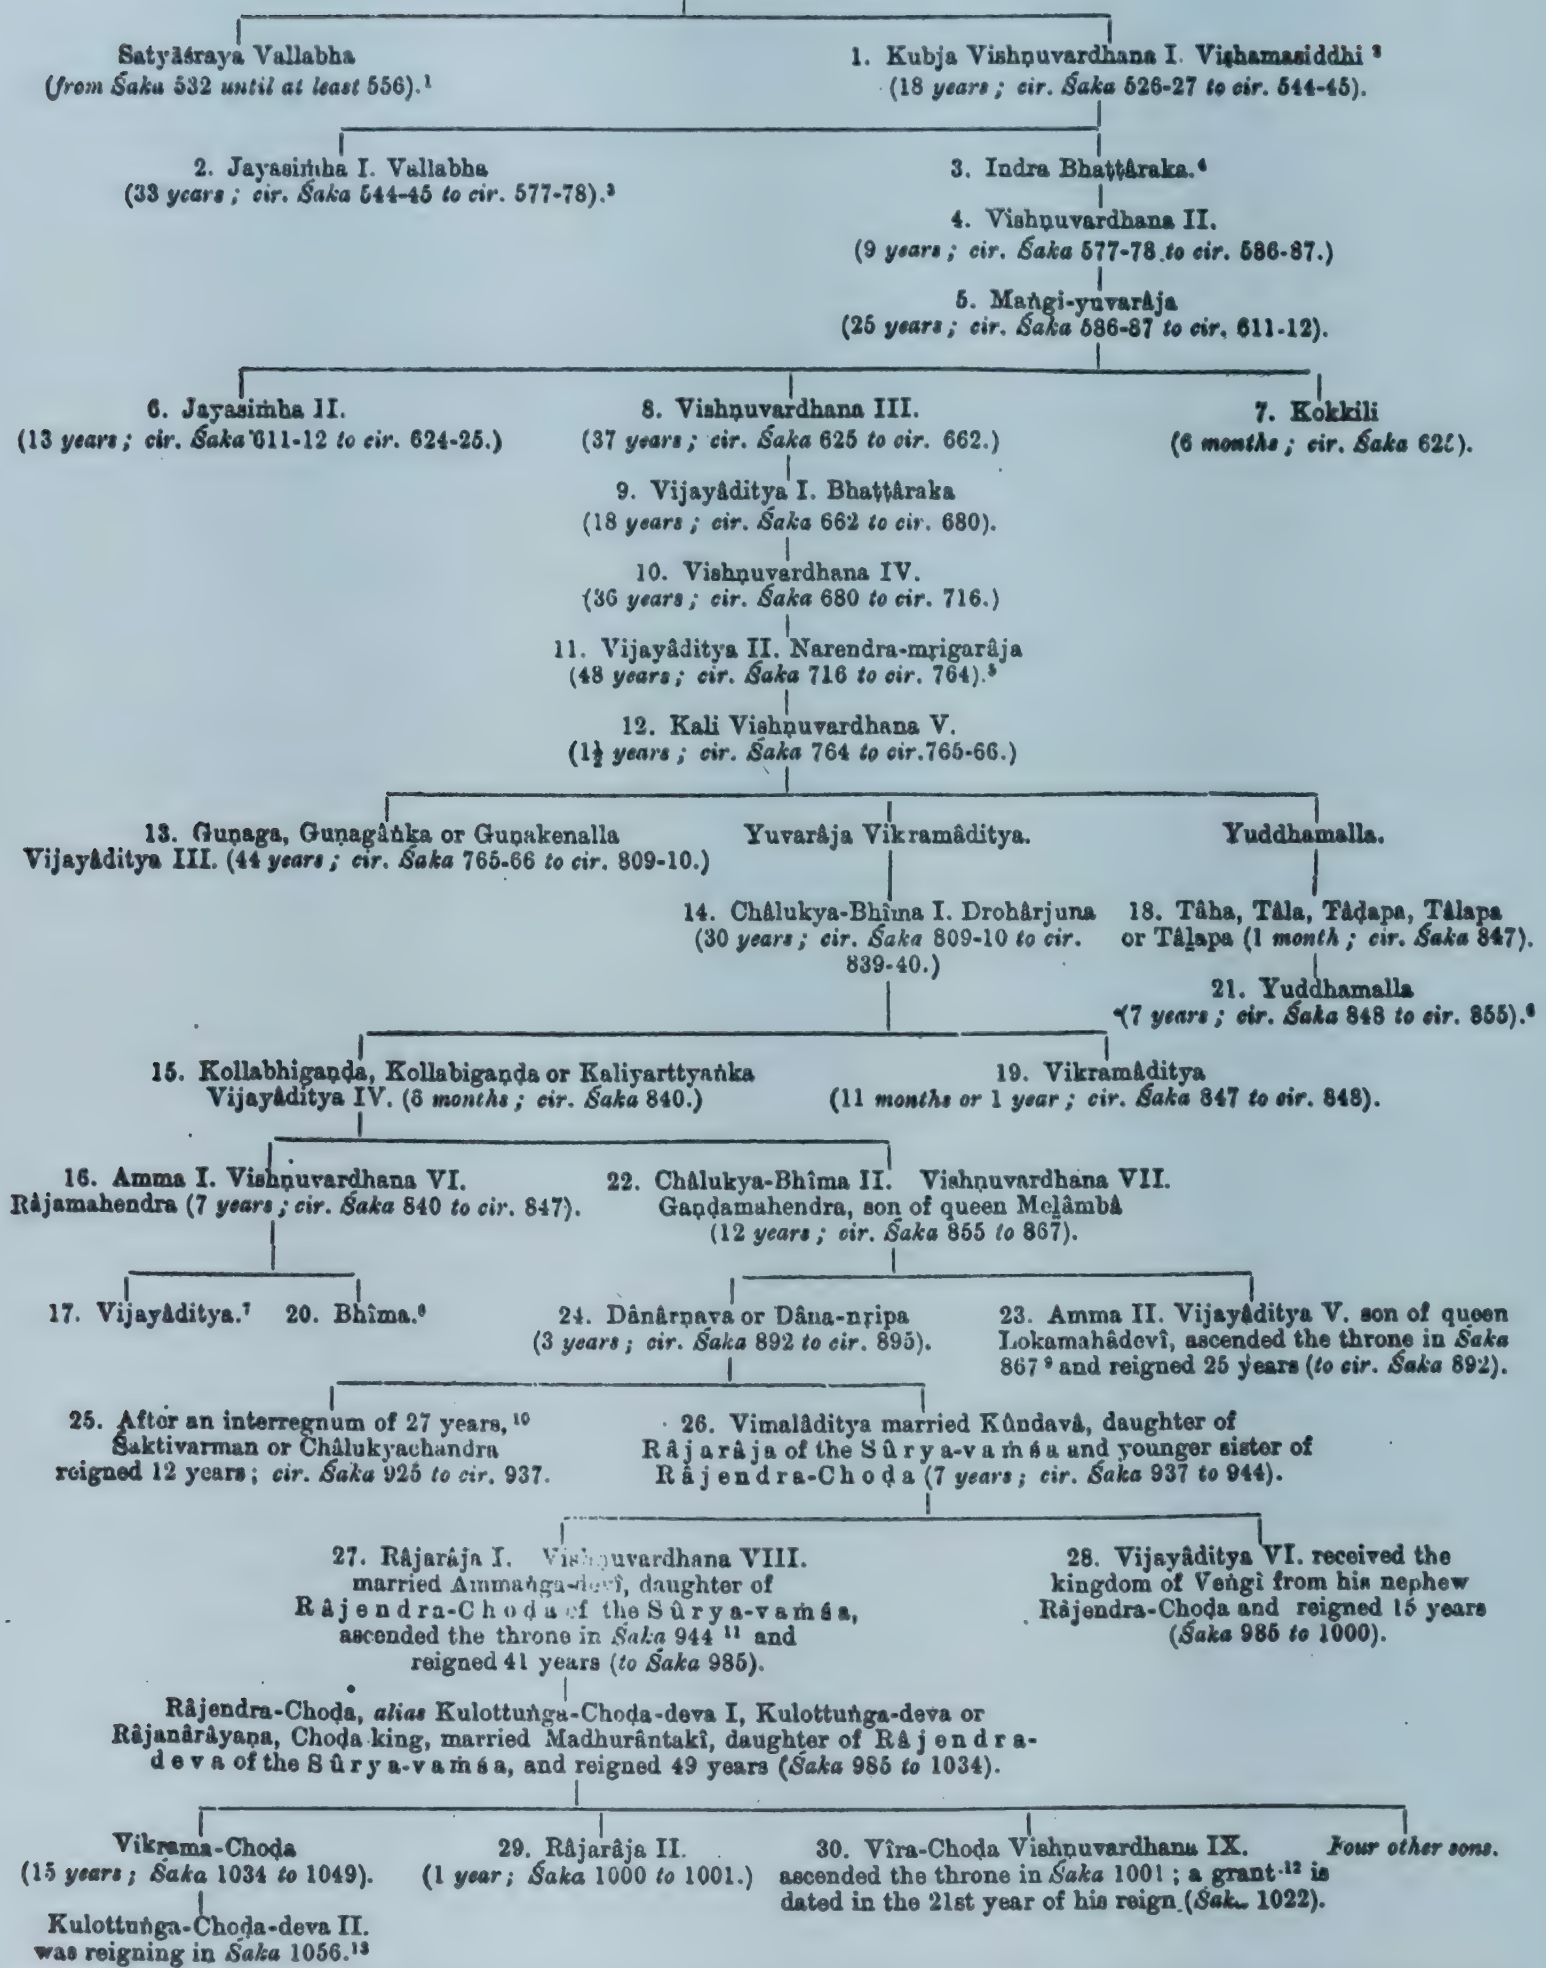 Satyâśraya Vallabha
(from Śaka 532 until at least 556).¹
1. Kubja Vishṇuvardhana I. Vishamasiddhi ²
(18 years; cir. Śaka 526-27 to cir. 544-45).
2. Jayasiṁha I. Vallabha
(33 years; cir. Śaka 544-45 to cir. 577-78).³
3. Indra Bhaṭṭâraka.⁴
4. Vishṇuvardhana II.
(9 years; cir. Śaka 577-78 to cir. 586-87.)
5. Maṅgi-yuvarâja
(25 years; cir. Śaka 586-87 to cir. 611-12).
6. Jayasiṁha II.
(13 years; cir. Śaka 611-12 to cir. 624-25.)
8. Vishṇuvardhana III.
(37 years; cir. Śaka 625 to cir. 662.)
7. Kokkili
(6 months; cir. Śaka
9. Vijayâditya I. Bhaṭṭâraka
(18 years; cir. Śaka 662 to cir. 680).
10. Vishṇuvardhana IV.
(36 years; cir. Śaka 680 to cir. 716.)
11. Vijayâditya II. Narendra-mṛigarâja
(48 years; cir. Śaka 716 to cir. 764).⁵
12. Kali Vishṇuvardhana V.
(1½ years; cir. Śaka 764 to cir. 765-66.)
13. Guṇaga, Guṇagâṅka or Guṇakenalla
Vijayâditya III. (44 years; cir. Śaka 765-66 to cir. 809-10.)
Yuvarâja Vikramâditya.
Yuddhamalla.
14. Châlukya-Bhîma I. Drohârjuna
(30 years; cir. Śaka 809-10 to cir.
839-40.)
18. Tâha, Tâla, Tâḍapa, Tâlapa
or Tâḻapa (1 month; cir. Śaka 847).
21. Yuddhamalla
(7 years; cir. Śaka 848 to cir. 855).⁶
15. Kollabhigaṇḍa, Kollabigaṇḍa or Kaliyarttyaṅka
Vijayâditya IV. (6 months; cir. Śaka 840.)
19. Vikramâditya
(11 months or 1 year; cir. Śaka 847 to cir. 848).
16. Amma I. Vishṇuvardhana VI.
Râjamahendra (7 years; cir. Śaka 840 to cir. 847).
22. Châlukya-Bhîma II. Vishṇuvardhana VII.
Gaṇḍamahendra, son of queen Meḷâmbâ
(12 years; cir. Śaka 855 to 867).
17. Vijayâditya.⁷
20. Bhîma.⁸
24. Dânârṇava or Dâna-nṛipa
(3 years; cir. Śaka 892 to cir. 895).
23. Amma II. Vijayâditya V. son of queen
Lokamahâdevî, ascended the throne in Śaka
867 ⁹ and reigned 25 years (to cir. Śaka 892).
25. After an interregnum of 27 years, ¹⁰
Śaktivarman or Châlukyachandra
reigned 12 years; cir. Śaka 925 to cir. 937.
26. Vimalâditya married Kûndavâ, daughter of
Râjarâja of the Sûrya-vaṁśa and younger sister of
Râjendra-Choḍa (7 years; cir. Śaka 937 to 944).
27. Râjarâja I. Vishṇuvardhana VIII.
married Ammaṅga-devî, daughter of
Râjendra-Choḍa of the Sûrya-vaṁśa,
ascended the throne in Śaka 944 ¹¹ and
reigned 41 years (to Śaka 985).
28. Vijayâditya VI. received the
kingdom of Veṅgî from his nephew
Râjendra-Choḍa and reigned 15 years
(Śaka 985 to 1000).
Râjendra-Choḍa, alias Kulottuṅga-Choḍa-deva I, Kulottuṅga-deva or
Râjanârâyaṇa, Choḍa king, married Madhurântakî, daughter of Râjendra-
deva of the Sûrya-vaṁśa, and reigned 49 years (Śaka 985 to 1034).
Vikrama-Choḍa
(15 years; Śaka 1034 to 1049).
29. Râjarâja II.
(1 year; Śaka 1000 to 1001.)
30. Vîra-Choḍa Vishṇuvardhana IX.
ascended the throne in Śaka 1001; a grant ¹² is
dated in the 21st year of his reign (Śaka 1022).
Four other sons.
Kulottuṅga-Choḍa-deva II.
was reigning in Śaka 1056.¹³